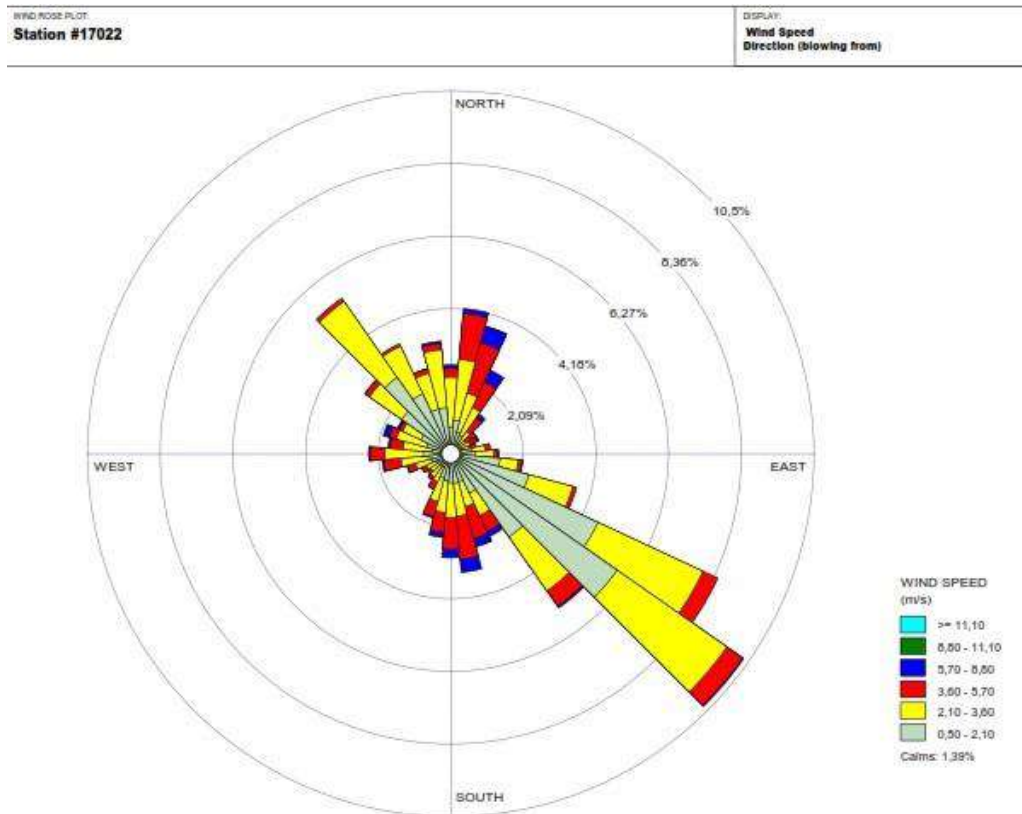 WIND ROSE PLOT:
Station #17022
DISPLAY:
Wind Speed
Direction (blowing from)
NORTH
10,5%
8,36%
6,27%
4,18%
2,09%
WEST
EAST
SOUTH
WIND SPEED
(m/s)
>= 11,10
8,80 - 11,10
5,70 - 8,80
3,60 - 5,70
2,10 - 3,60
0,50 - 2,10
Calms: 1,39%